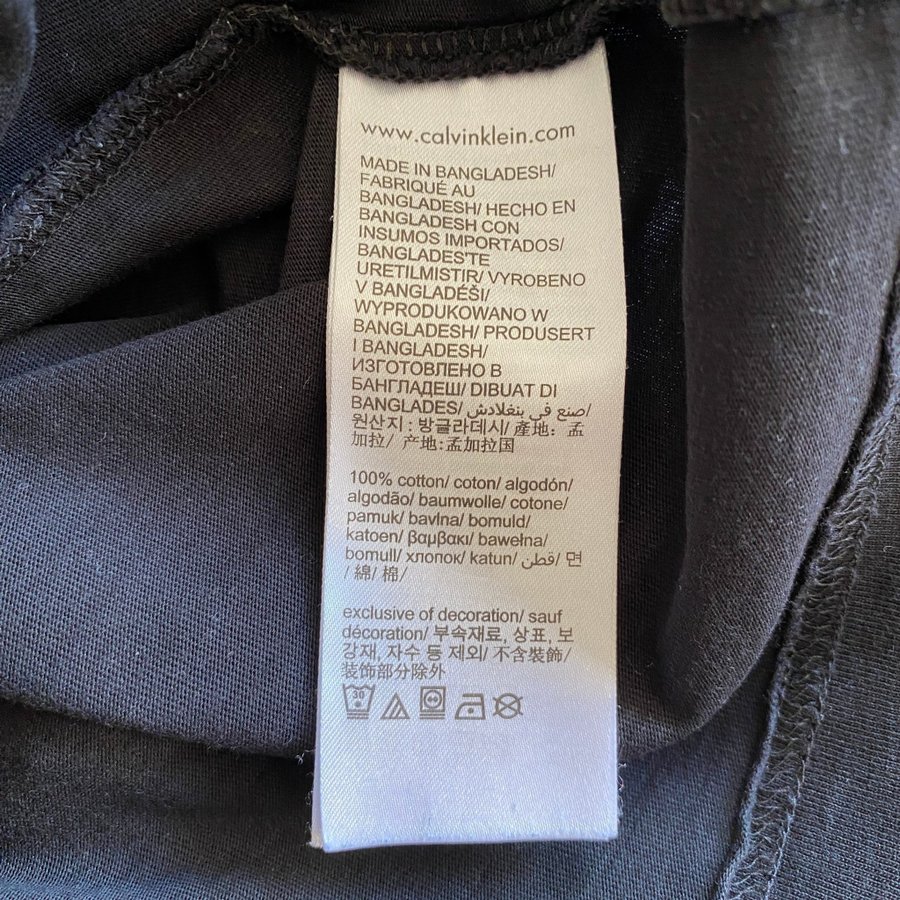 www.calvinklein.com
MADE IN BANGLADESH/
FABRIQUÉ AU
BANGLADESH/ HECHO EN
BANGLADESH CON
INSUMOS IMPORTADOS/
BANGLADES'TE
URETILMISTIR/ VYROBENO
V BANGLADÉŠI/
WYPRODUKOWANO W
BANGLADESH/ PRODUSERT
I BANGLADESH/
ИЗГОТОВЛЕНО В
БАНГЛАДЕШ/ DIBUAT DI
BANGLADES/ صنع في بنغلادش/
원산지 : 방글라데시/ 產地: 孟
加拉/ 产地:孟加拉国
100% cotton/ coton/ algodón/
algodão/ baumwolle/ cotone/
pamuk/ bavlna/ bomuld/
katoen/ βαμβακι/ bawełna/
bomull/ хлопок/ katun/ قطن/ 면
/ 綿/ 棉/
exclusive of decoration/ sauf
décoration/ 부속재료, 상표, 보
강재, 자수 등 제외/ 不含裝飾/
装饰部分除外
30